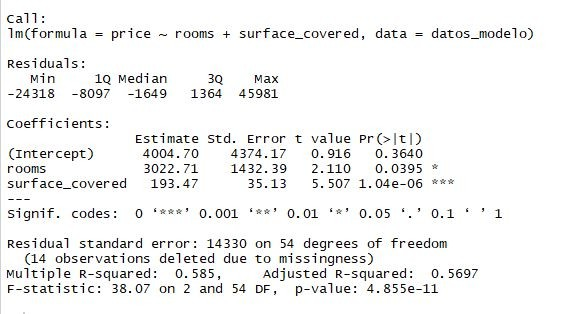 Call:
lm(formula = price ~ rooms + surface_covered, data = datos_modelo)
Residuals:
Min 1Q Median 3Q Max
-24318 -8097 -1649 1364 45981
Coefficients:
Estimate Std. Error t value Pr(>|t|)
(Intercept) 4004.70 4374.17 0.916 0.3640
rooms 3022.71 1432.39 2.110 0.0395 *
surface_covered 193.47 35.13 5.507 1.04e-06 ***
---
Signif. codes: 0 ‘***’ 0.001 ‘**’ 0.01 ‘*’ 0.05 ‘.’ 0.1 ‘ ’ 1
Residual standard error: 14330 on 54 degrees of freedom
(14 observations deleted due to missingness)
Multiple R-squared: 0.585, Adjusted R-squared: 0.5697
F-statistic: 38.07 on 2 and 54 DF, p-value: 4.855e-11